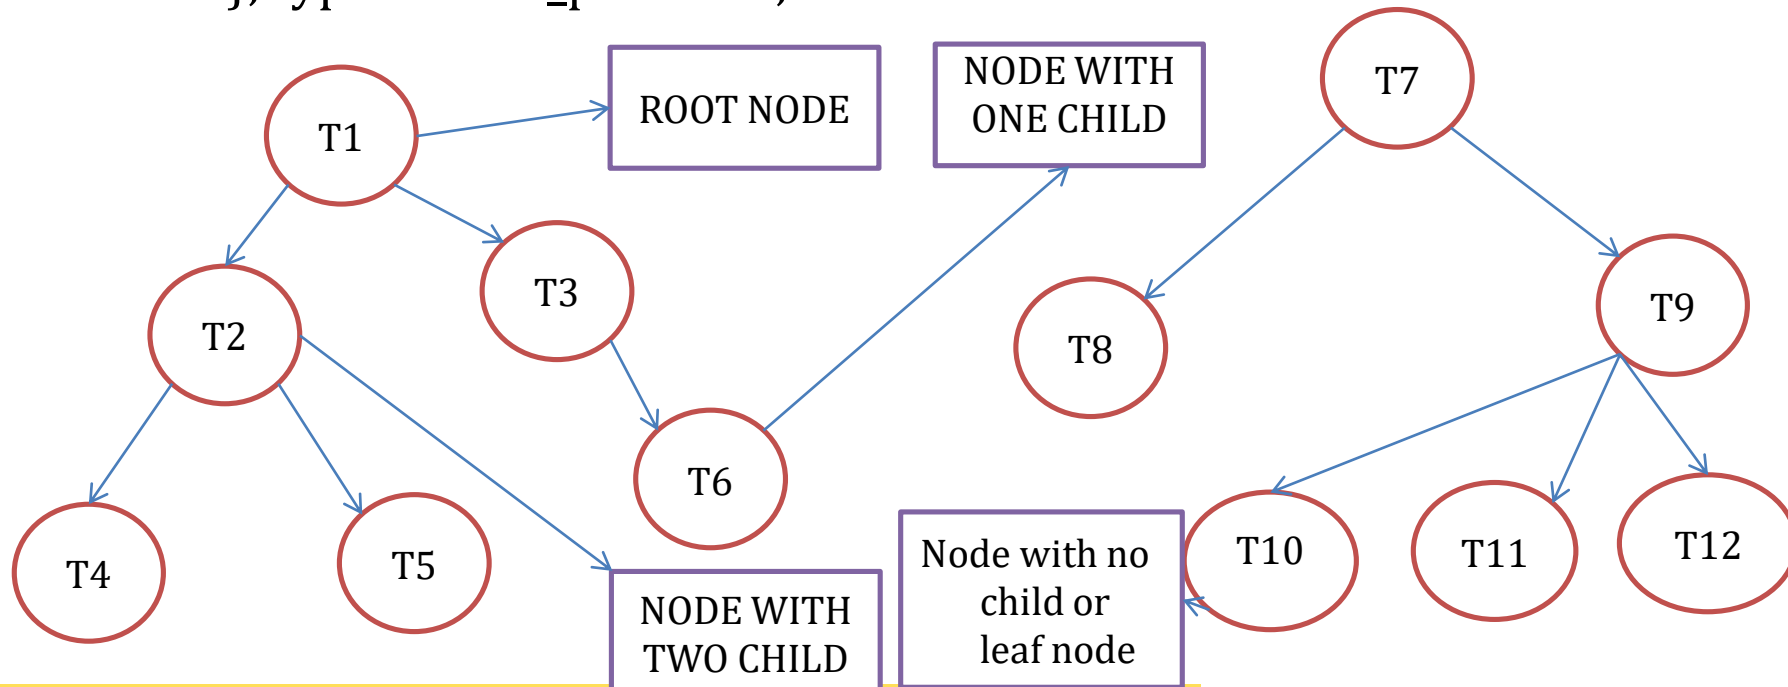 T1
ROOT NODE
NODE WITH
ONE CHILD
T7
T3
T2
T8
T9
T6
T4
T5
NODE WITH
TWO CHILD
Node with no
child or
leaf node
T10
T11
T12